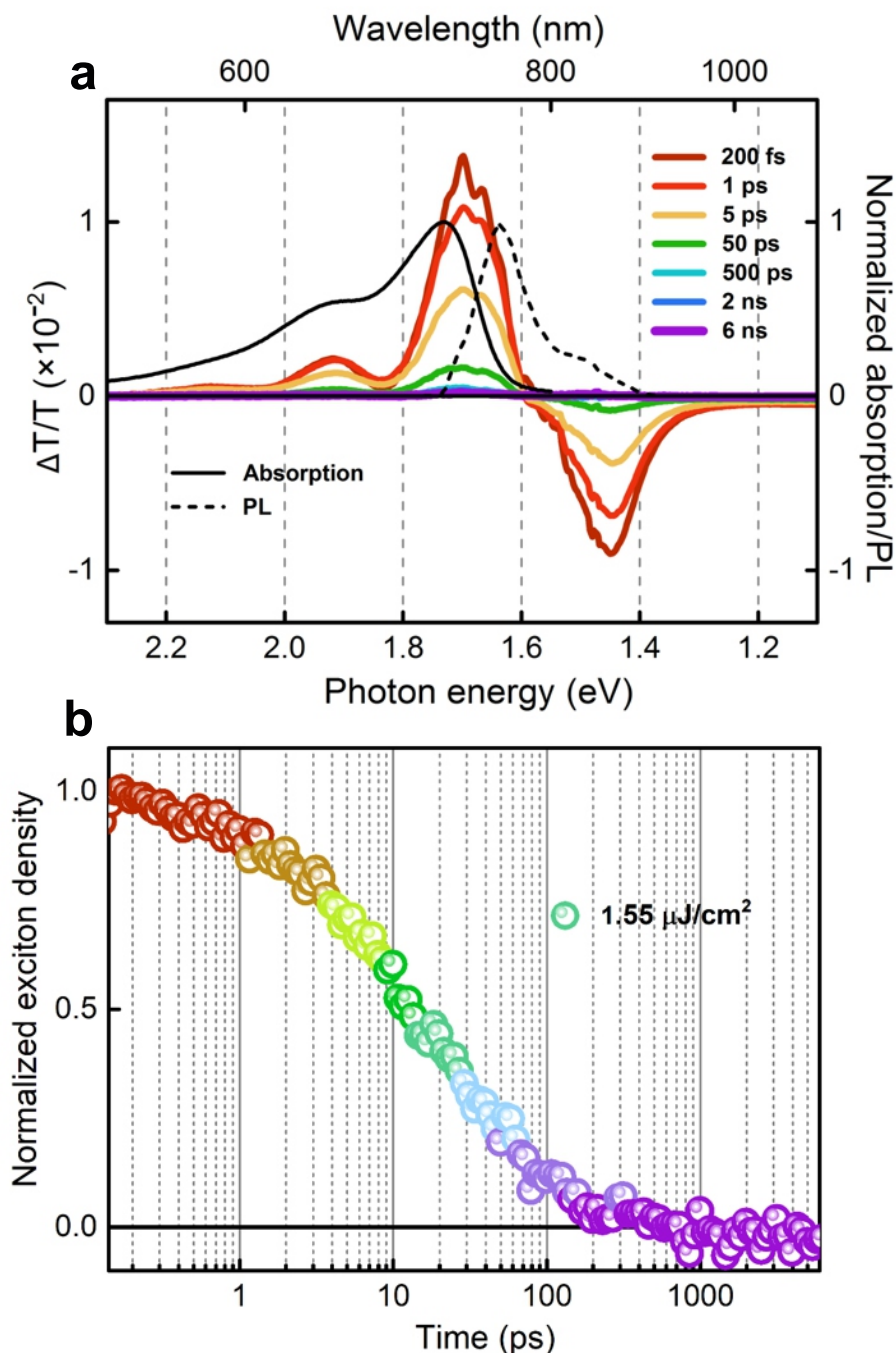 Wavelength (nm)
a
600 800 1000
200 fs
1 ps
5 ps
50 ps
500 ps
2 ns
6 ns
1
0
-1
ΔT/T (×10⁻²)
1
0
-1
Normalized absorption/PL
Absorption
PL
2.2 2.0 1.8 1.6 1.4 1.2
Photon energy (eV)
b
1.0
0.5
0.0
Normalized exciton density
1.55 μJ/cm²
1 10 100 1000
Time (ps)